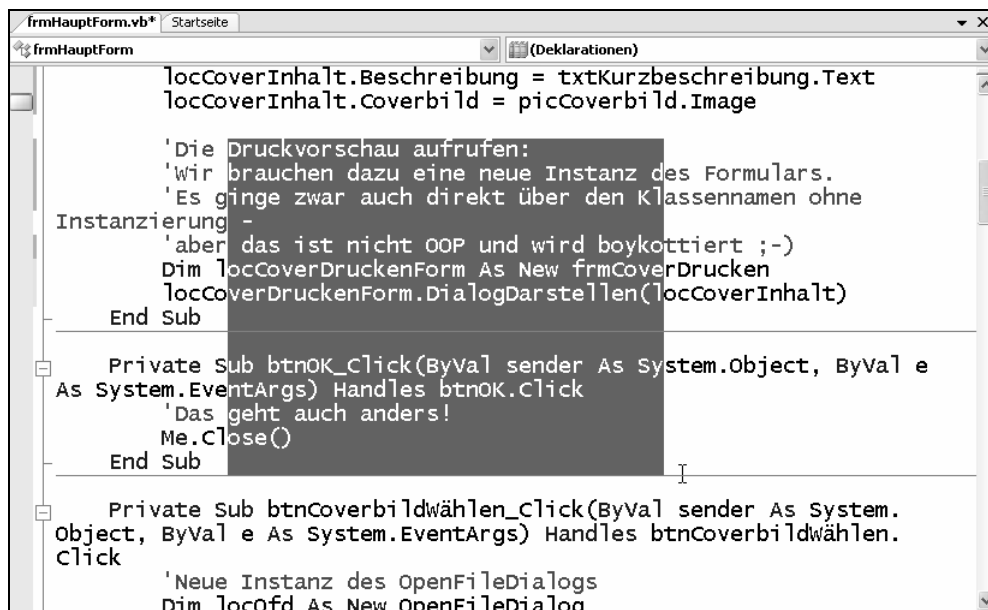 frmHauptForm.vb* Startseite
frmHauptForm (Deklarationen)
locCoverInhalt.Beschreibung = txtKurzbeschreibung.Text
locCoverInhalt.Coverbild = picCoverbild.Image
'Die Druckvorschau aufrufen:
'Wir brauchen dazu eine neue Instanz des Formulars.
'Es ginge zwar auch direkt über den Klassennamen ohne
Instanzierung -
'aber das ist nicht OOP und wird boykottiert ;-)
Dim locCoverDruckenForm As New frmCoverDrucken
locCoverDruckenForm.DialogDarstellen(locCoverInhalt)
End Sub
Private Sub btnOK_Click(ByVal sender As System.Object, ByVal e
As System.EventArgs) Handles btnOK.Click
'Das geht auch anders!
Me.Close()
End Sub
Private Sub btnCoverbildWählen_Click(ByVal sender As System.
Object, ByVal e As System.EventArgs) Handles btnCoverbildWählen.
Click
'Neue Instanz des OpenFileDialogs
Dim locOfd As New OpenFileDialog